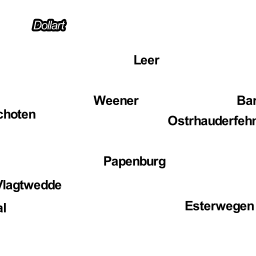 Dollart
Leer
Weener
Bar
choten
Ostrhauderfehn
Papenburg
Vlagtwedde
al
Esterwegen